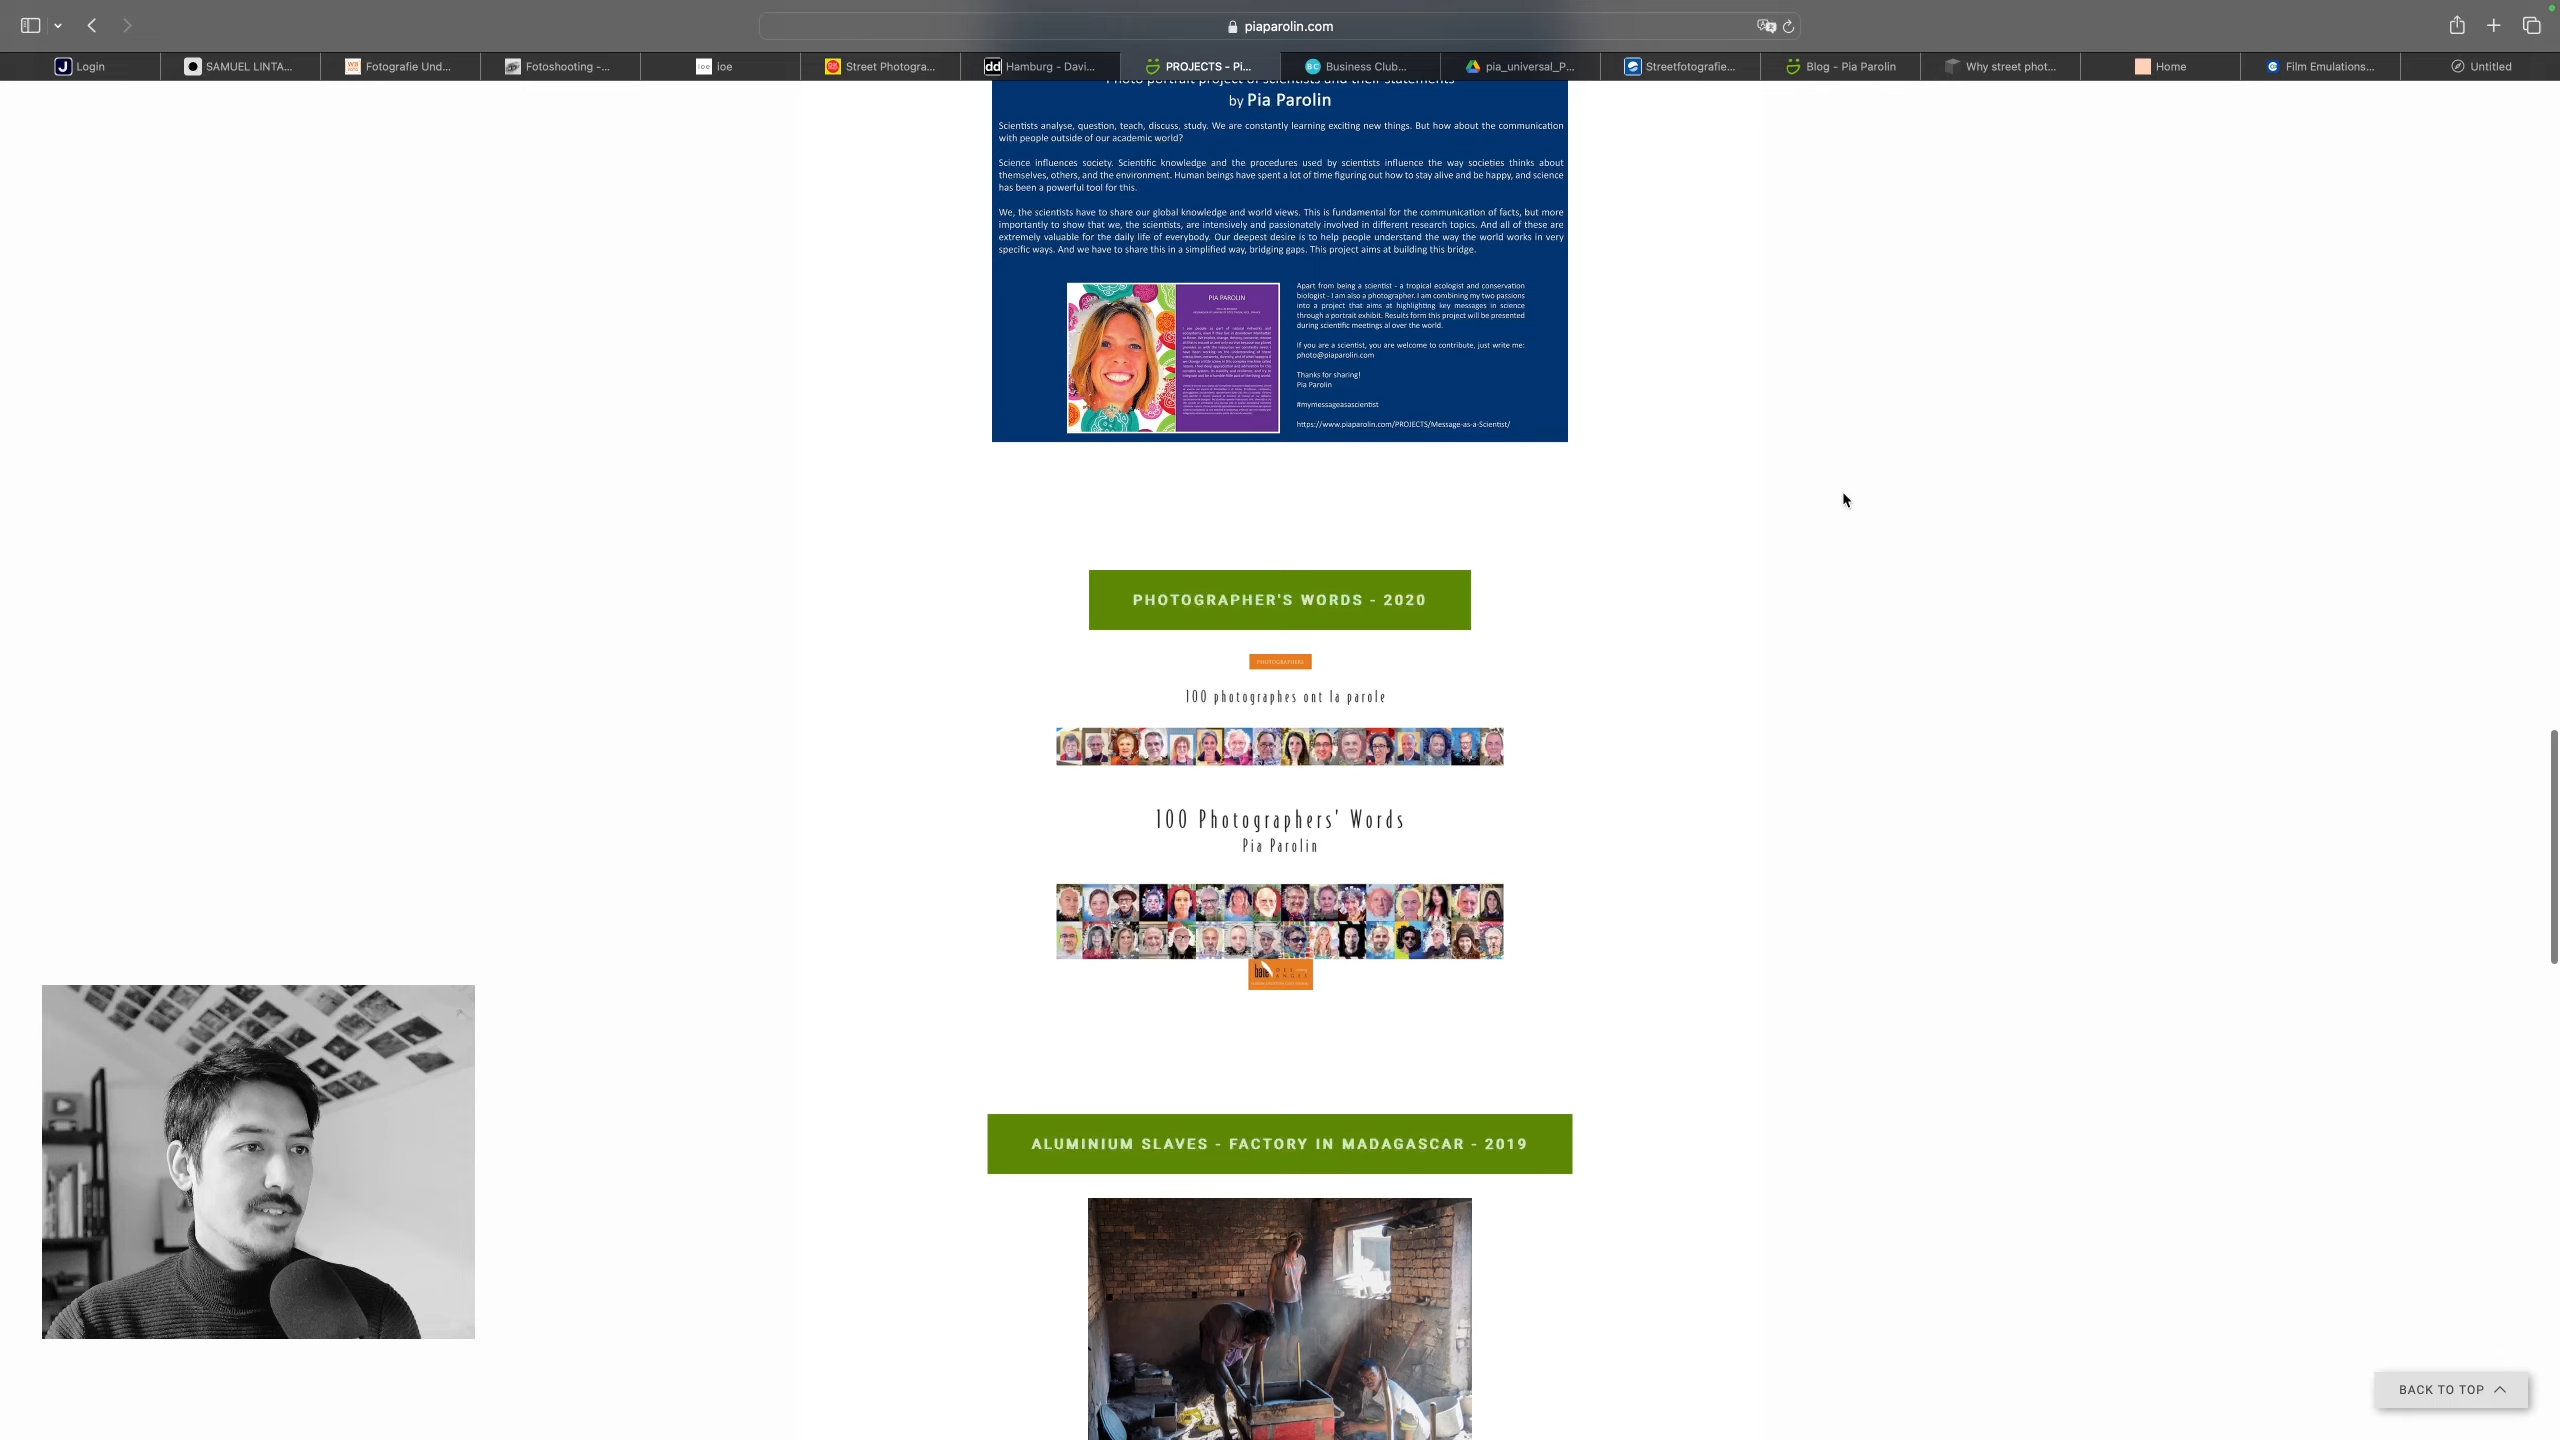 piaparolin.com
Login
SAMUEL LINTA...
Fotografie Und...
Fotoshooting -...
ioe
Street Photogra...
dd Hamburg - Davi...
PROJECTS - Pi...
BC Business Club...
pia_universal_P...
Streetfotografie...
Blog - Pia Parolin
Why street phot...
Home
Film Emulations...
Untitled
Photo portrait project of scientists and their statements
by Pia Parolin
Scientists analyse, question, teach, discuss, study. We are constantly learning exciting new things. But how about the communication
with people outside of our academic world?
Science influences society. Scientific knowledge and the procedures used by scientists influence the way societies thinks about
themselves, others, and the environment. Human beings have spent a lot of time figuring out how to stay alive and be happy, and science
has been a powerful tool for this.
We, the scientists have to share our global knowledge and world views. This is fundamental for the communication of facts, but more
importantly to show that we, the scientists, are intensively and passionately involved in different research topics. And all of these are
extremely valuable for the daily life of everybody. Our deepest desire is to help people understand the way the world works in very
specific ways. And we have to share this in a simplified way, bridging gaps. This project aims at building this bridge.
PIA PAROLIN
Apart from being a scientist - a tropical ecologist and conservation
biologist - I am also a photographer. I am combining my two passions
into a project that aims at highlighting key messages in science
through a portrait exhibit. Results form this project will be presented
during scientific meetings al over the world.
If you are a scientist, you are welcome to contribute, just write me:
photo@piaparolin.com
Thanks for sharing!
Pia Parolin
#mymessageasascientist
https://www.piaparolin.com/PROJECTS/Message-as-a-Scientist/
PHOTOGRAPHER'S WORDS - 2020
PHOTOGRAPHERS
100 photographes ont la parole
100 Photographers' Words
Pia Parolin
baie DES ANGES
ALUMINIUM SLAVES - FACTORY IN MADAGASCAR - 2019
BACK TO TOP